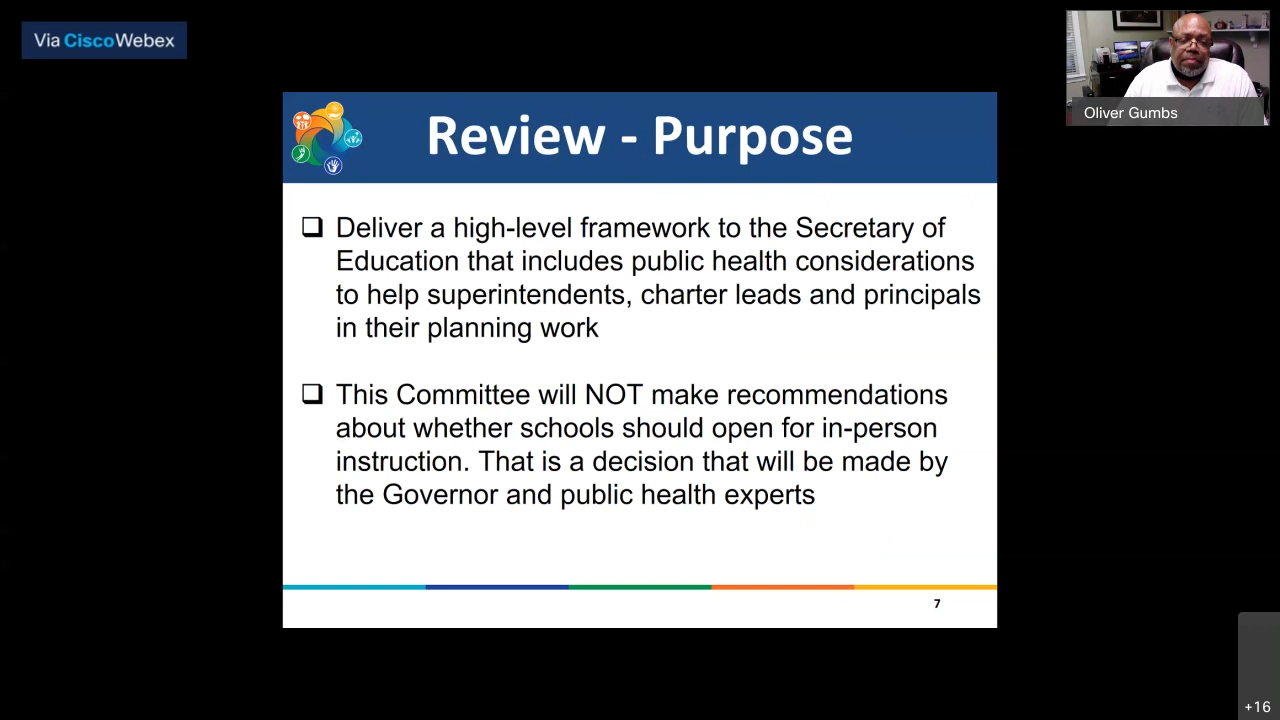 Via Cisco Webex
Oliver Gumbs
Review - Purpose
Deliver a high-level framework to the Secretary of
Education that includes public health considerations
to help superintendents, charter leads and principals
in their planning work
This Committee will NOT make recommendations
about whether schools should open for in-person
instruction. That is a decision that will be made by
the Governor and public health experts
7
+16